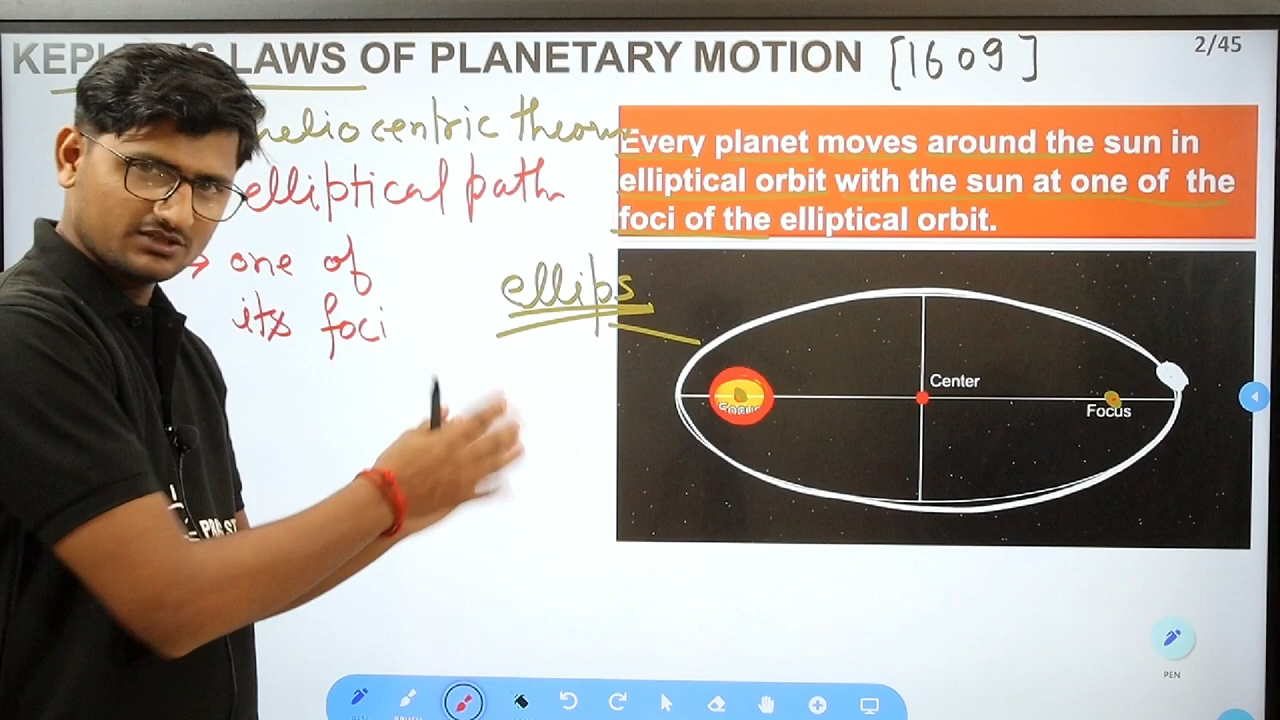 LAWS OF PLANETARY MOTION [1609]
2/45
heliocentric theory
elliptical path
→ one of
its foci
ellips
Every planet moves around the sun in
elliptical orbit with the sun at one of the
foci of the elliptical orbit.
Center
Focus
PEN